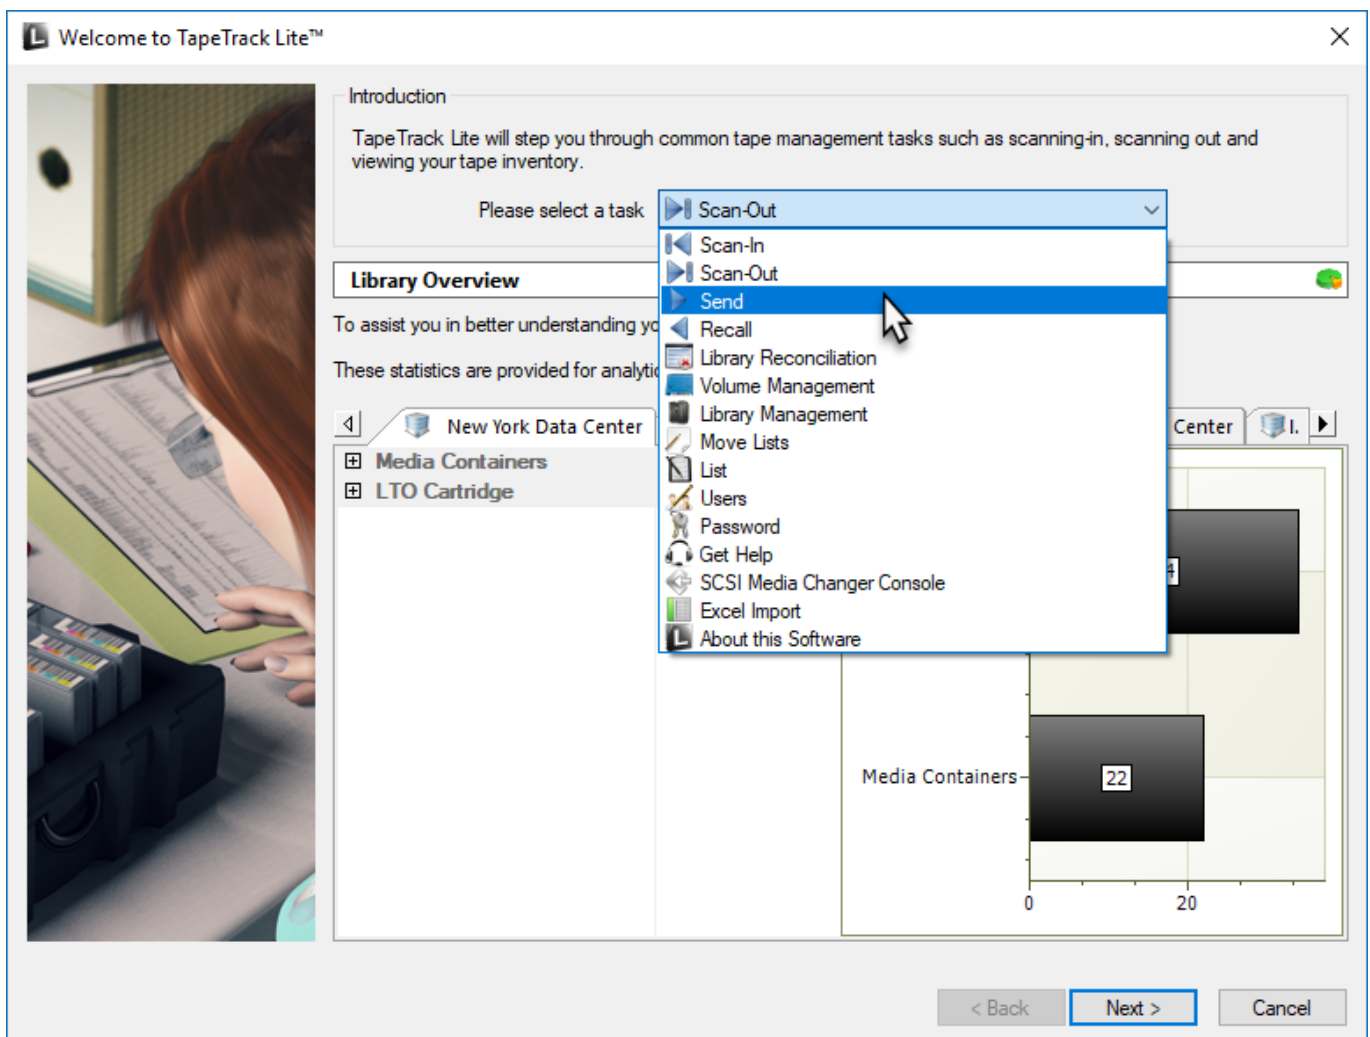 Welcome to TapeTrack Lite™
Introduction
TapeTrack Lite will step you through common tape management tasks such as scanning-in, scanning out and
viewing your tape inventory.
Please select a task
Scan-Out
Scan-In
Scan-Out
Send
Recall
Library Reconciliation
Volume Management
Library Management
Move Lists
List
Users
Password
Get Help
SCSI Media Changer Console
Excel Import
About this Software
Library Overview
To assist you in better understanding
These statistics are provided for
New York Data Center
Center
I.
Media Containers
LTO Cartridge
4
Media Containers
22
0
20
< Back
Next >
Cancel